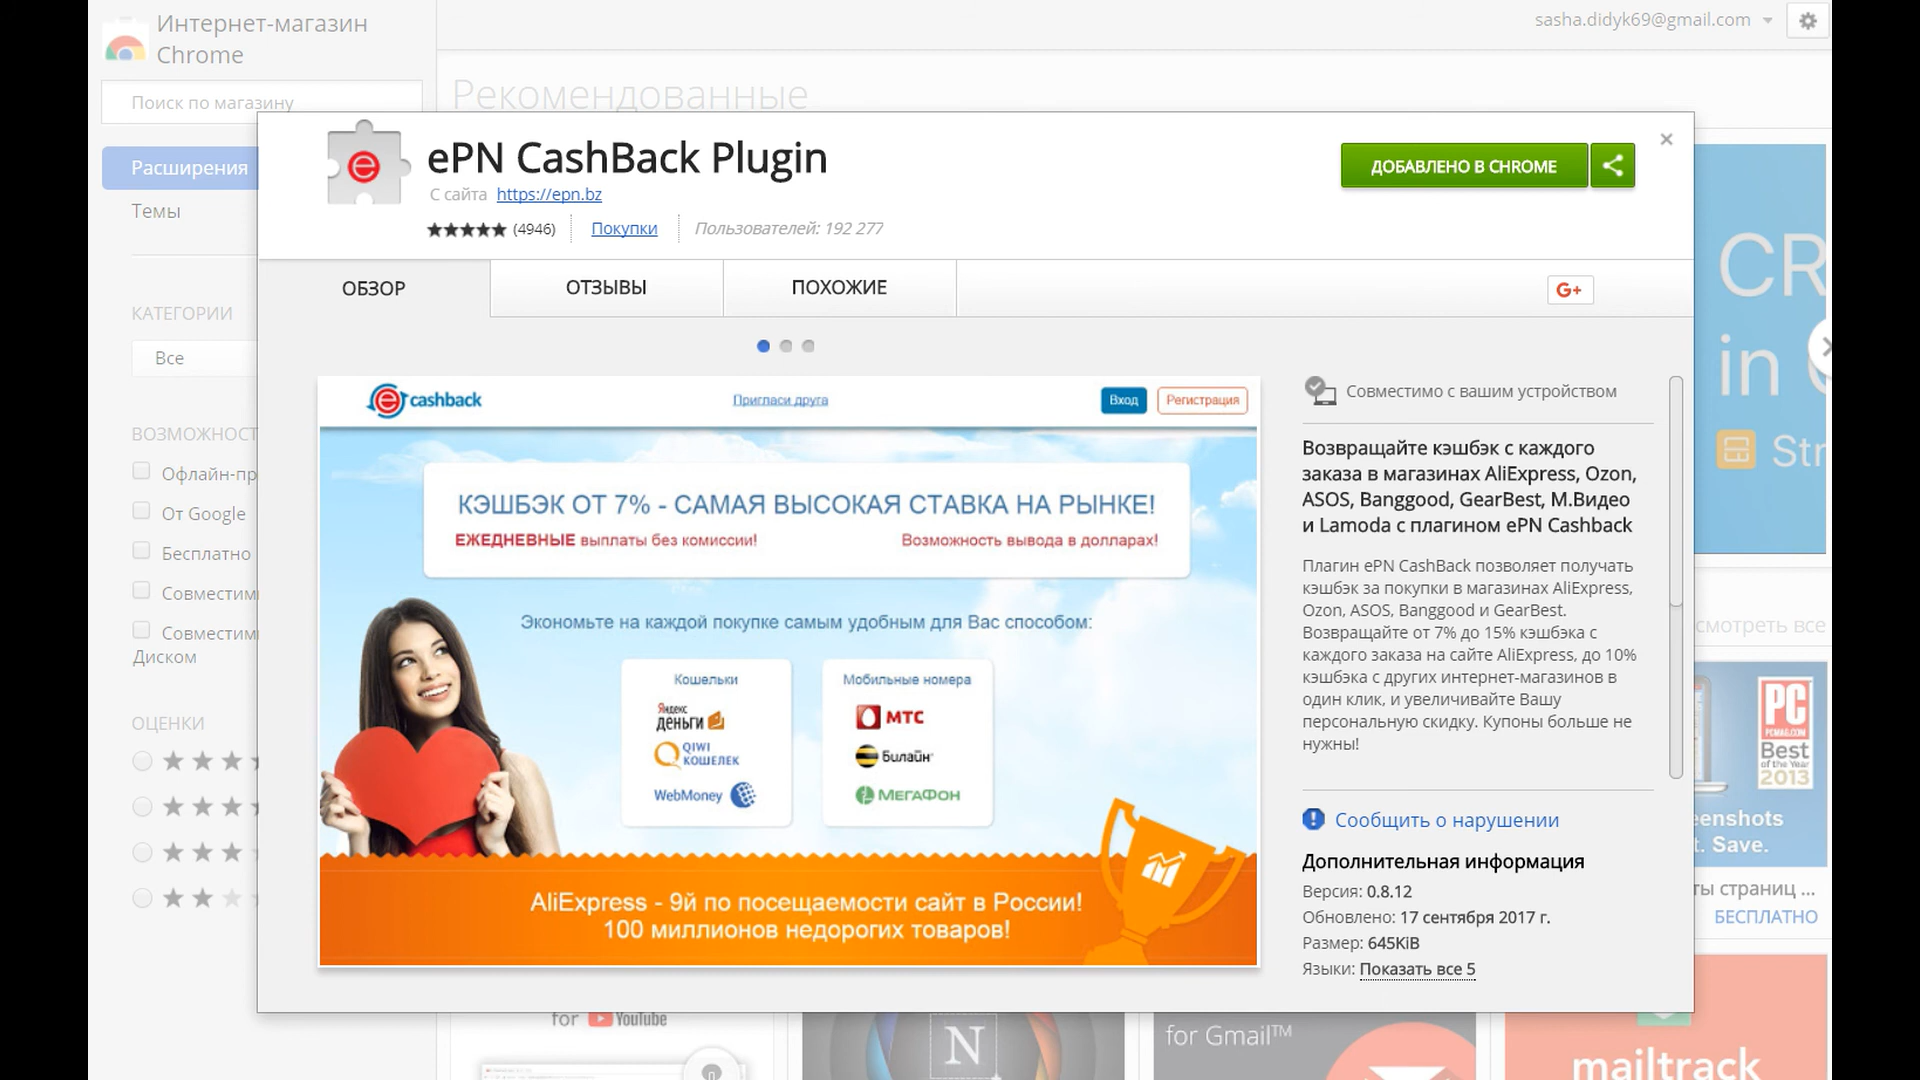 Интернет-магазин
Chrome
sasha.didyk69@gmail.com
Поиск по магазину
Рекомендованные
Расширения
Темы
КАТЕГОРИИ
Все
Офлайн-пр
От Google
Бесплатно
Совместим
Совместим
Диском
ОЦЕНКИ
ePN CashBack Plugin
С сайта https://epn.bz
(4946)
Покупки
Пользователей: 192 277
ДОБАВЛЕНО В CHROME
ОБЗОР
ОТЗЫВЫ
ПОХОЖИЕ
G+
e cashback
Пригласи друга
Вход
Регистрация
КЭШБЭК ОТ 7% - САМАЯ ВЫСОКАЯ СТАВКА НА РЫНКЕ!
ЕЖЕДНЕВНЫЕ выплаты без комиссии!
Возможность вывода в долларах!
Экономьте на каждой покупке самым удобным для Вас способом:
Кошельки
Яндекс
деньги
QIWI
КОШЕЛЕК
WebMoney
Мобильные номера
МТС
Билайн
МЕГАФОН
AliExpress - 9й по посещаемости сайт в России!
100 миллионов недорогих товаров!
Совместимо с вашим устройством
Возвращайте кэшбэк с каждого
заказа в магазинах AliExpress, Ozon,
ASOS, Banggood, GearBest, М.Видео
и Lamoda с плагином ePN Cashback
Плагин ePN CashBack позволяет получать
кэшбэк за покупки в магазинах AliExpress,
Ozon, ASOS, Banggood и GearBest.
Возвращайте от 7% до 15% кэшбэка с
каждого заказа на сайте AliExpress, до 10%
кэшбэка с других интернет-магазинов в
один клик, и увеличивайте Вашу
персональную скидку. Купоны больше не
нужны!
Сообщить о нарушении
Дополнительная информация
Версия: 0.8.12
Обновлено: 17 сентября 2017 г.
Размер: 645KiB
Языки: Показать все 5
CR
in
Str
смотреть все
PC
PCMAG.COM
Best
of the Year
2013
eenshots
t. Save.
ты страниц ...
БЕСПЛАТНО
for YouTube
N
for Gmail™
mailtrack